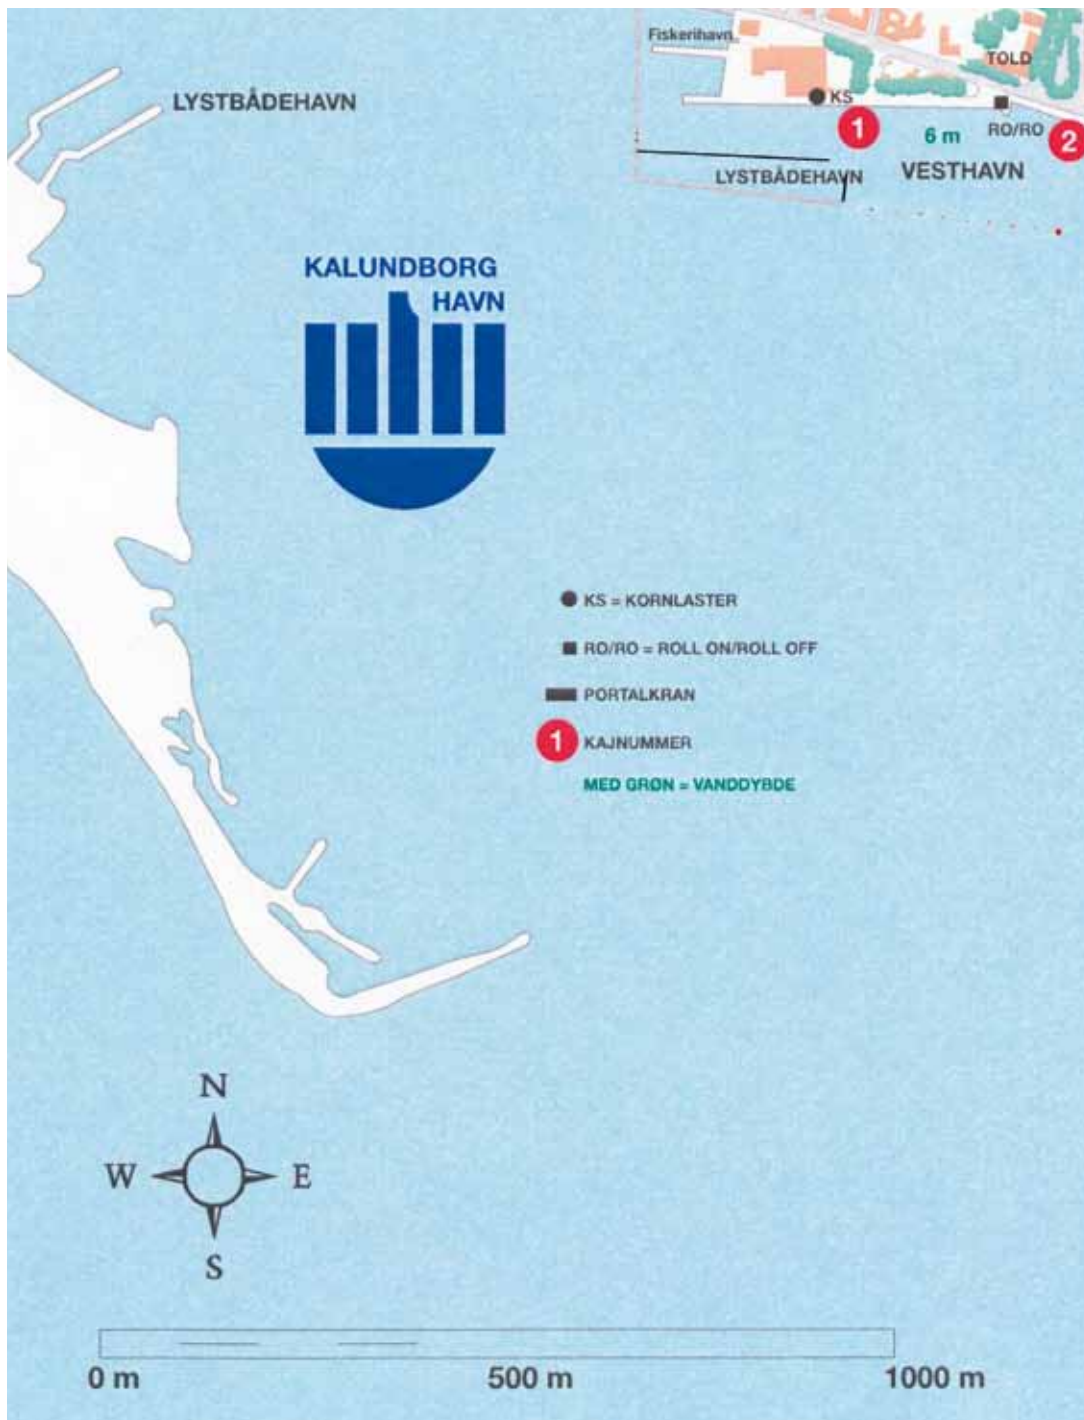 Fiskerihavn
TOLD
LYSTBÅDEHAVN
KS
1
6 m
RO/RO
2
LYSTBÅDEHAVN
VESTHAVN
KALUNDBORG
HAVN
KS = KORNLASTER
RO/RO = ROLL ON/ROLL OFF
PORTALKRAN
1 KAJNUMMER
MED GRØN = VANDDYBDE
N
W E
S
0 m 500 m 1000 m